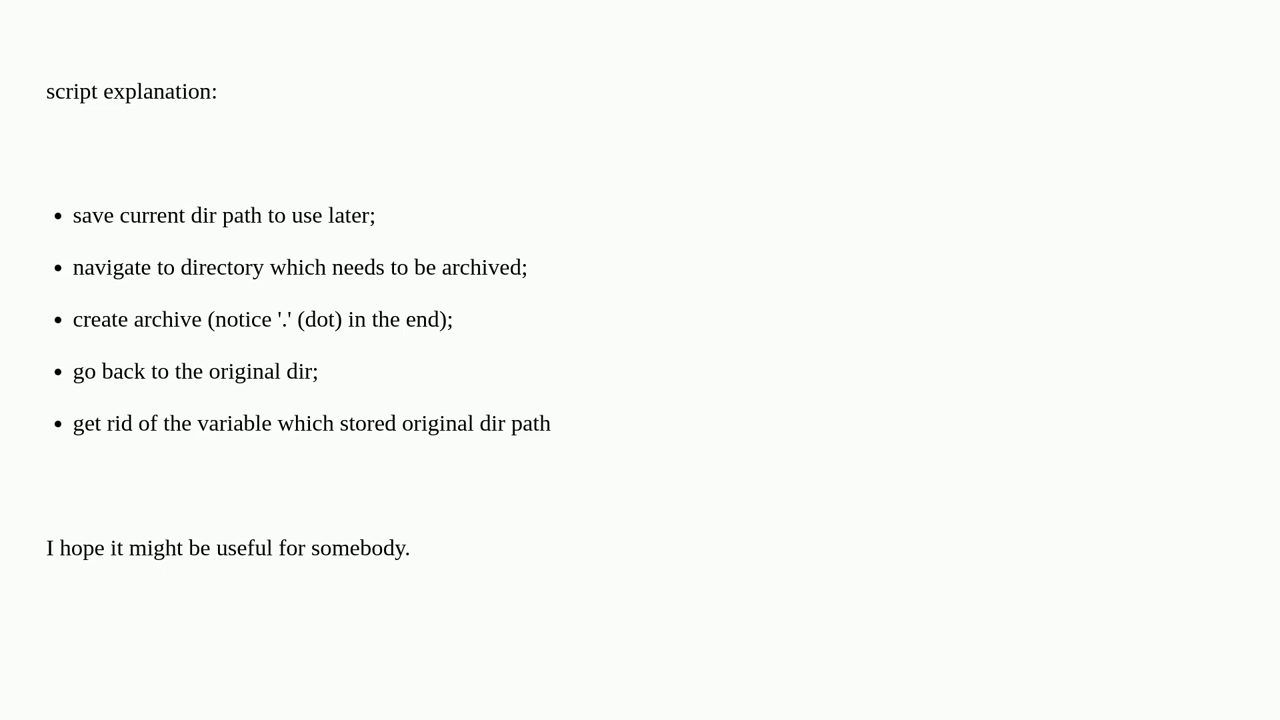 script explanation:
• save current dir path to use later;
• navigate to directory which needs to be archived;
• create archive (notice '.' (dot) in the end);
• go back to the original dir;
• get rid of the variable which stored original dir path
I hope it might be useful for somebody.